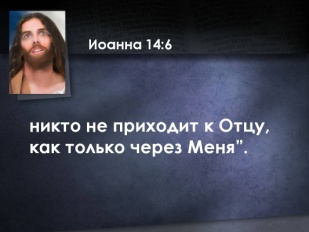 Иоанна 14:6
никто не приходит к Отцу,
как только через Меня”.